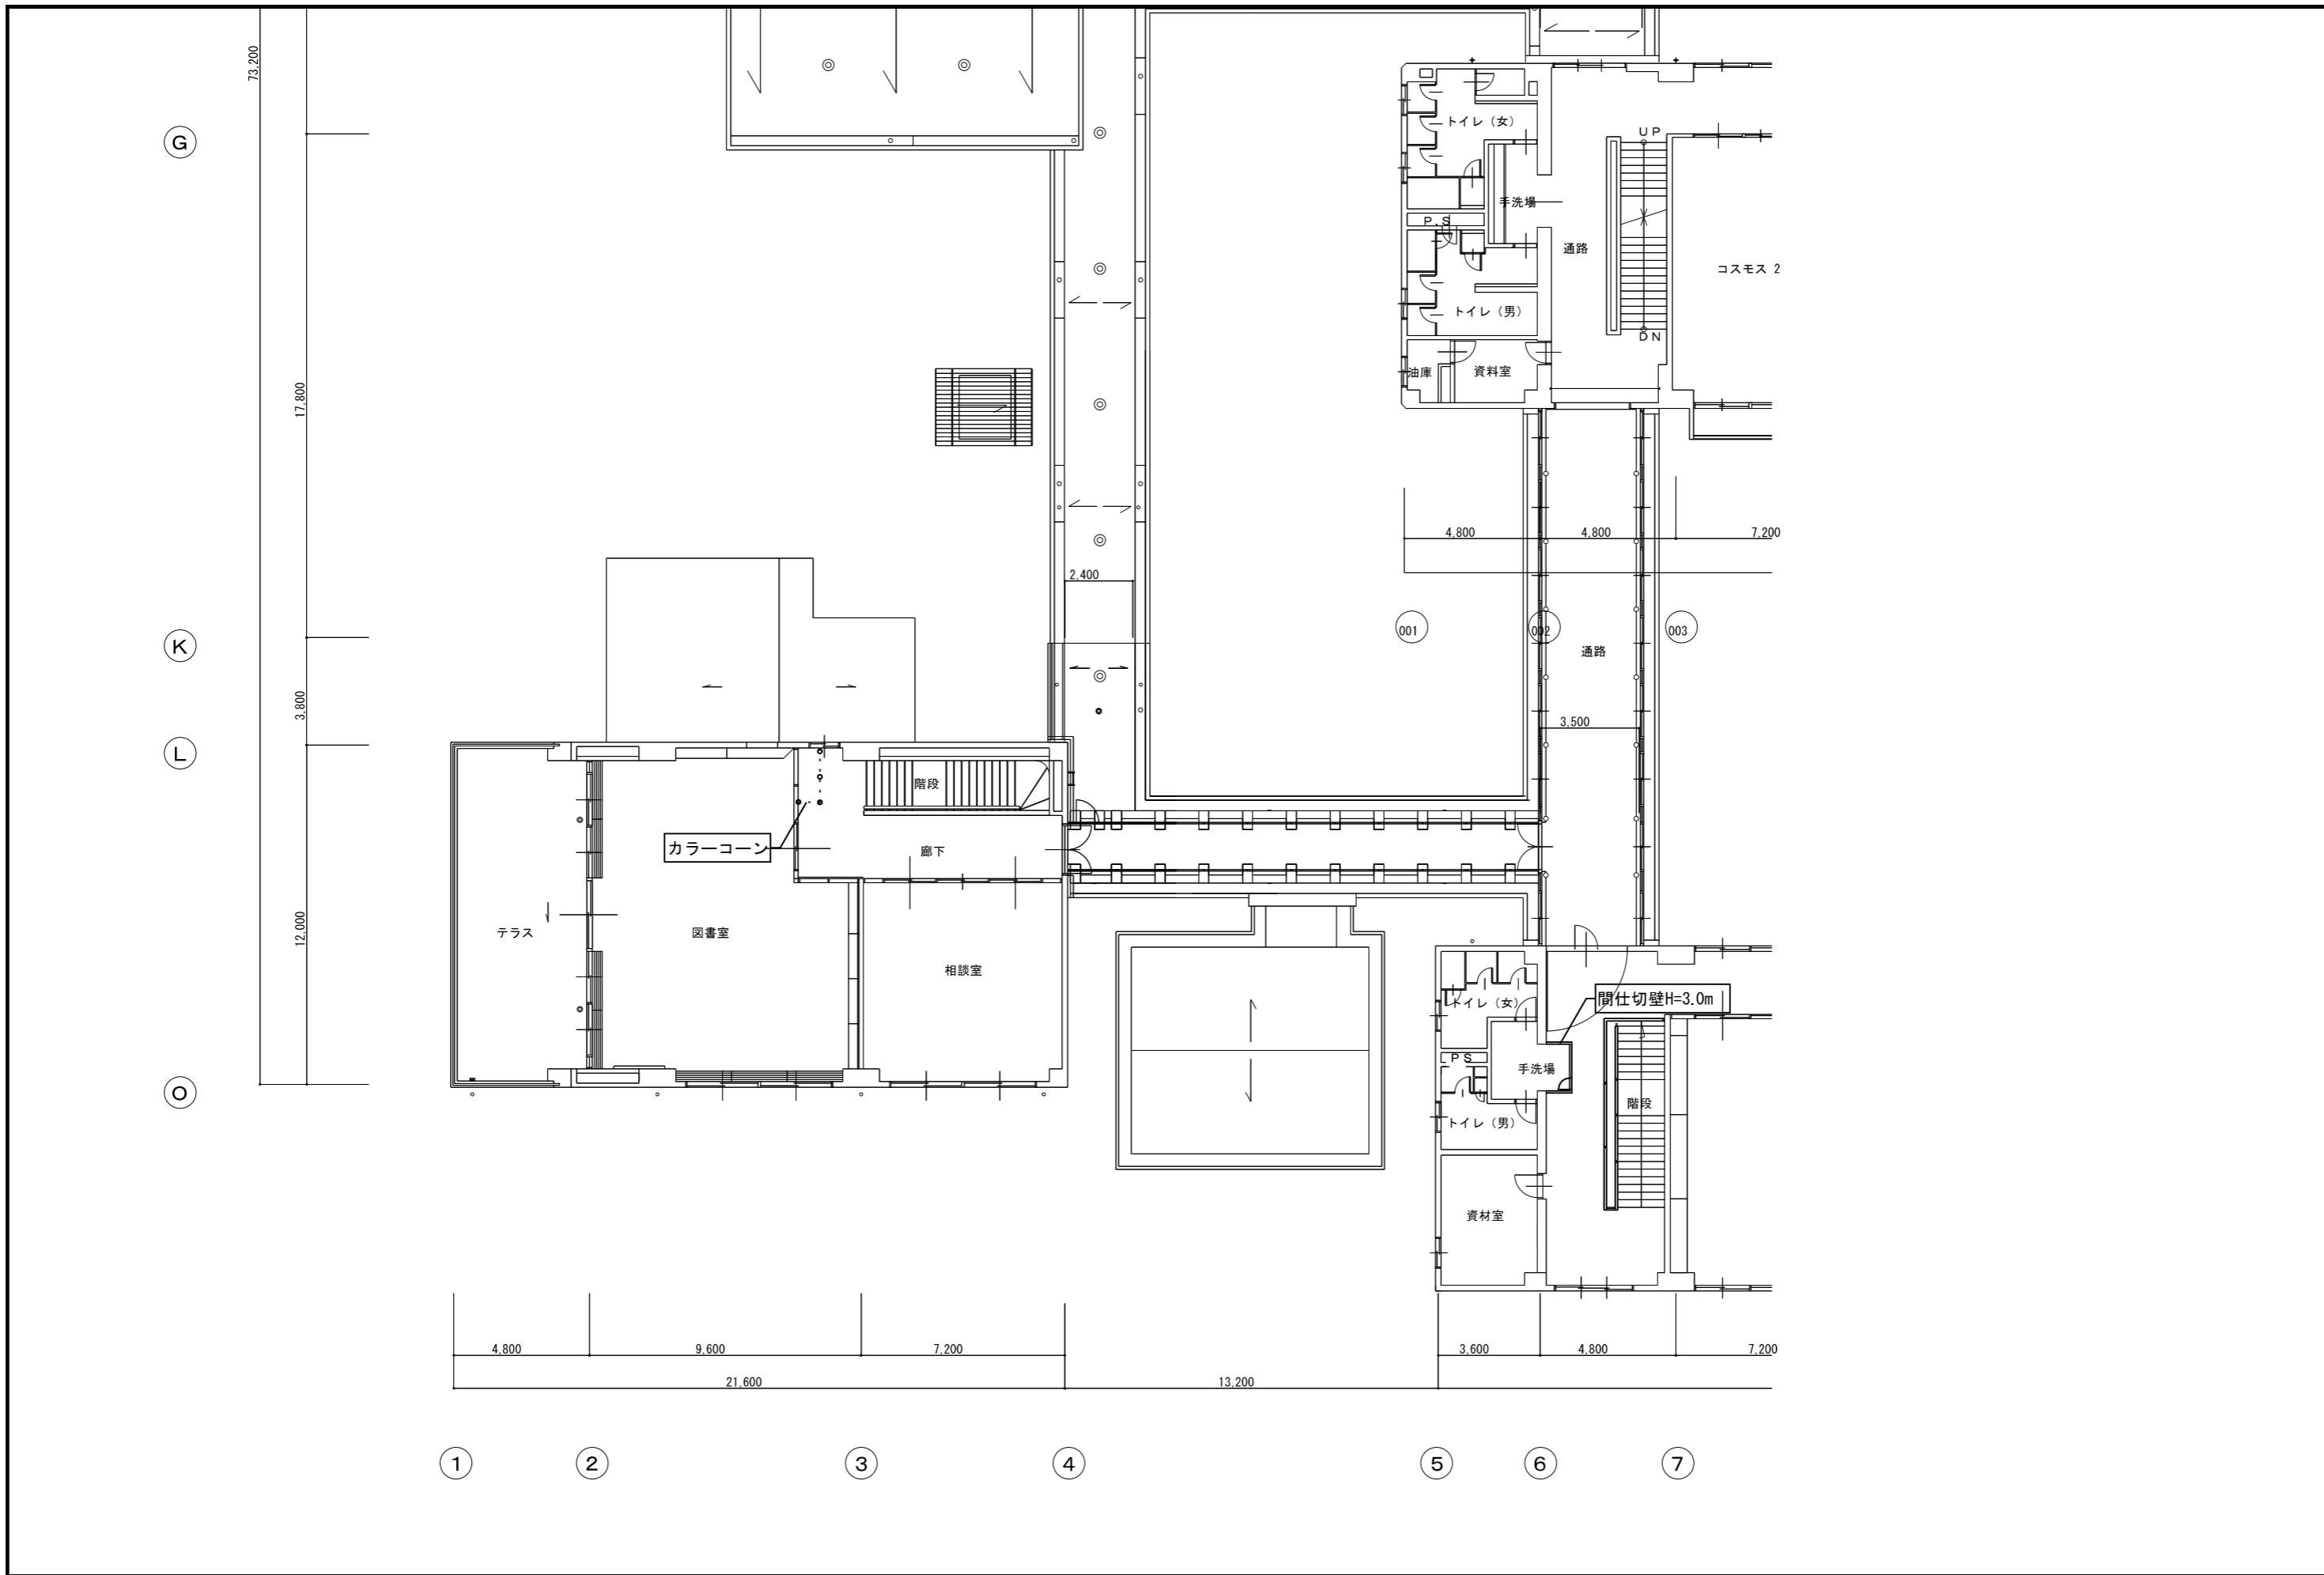 73,200
G
トイレ（女）
UP
手洗場
P.S
通路
コスモス 2
トイレ（男）
DN
油庫
資料室
17,800
4,800
4,800
7,200
2,400
001
002
003
K
通路
3,800
3,500
L
階段
カラーコーン
廊下
12,000
テラス
図書室
相談室
間仕切壁H=3.0m
トイレ（女）
PS
手洗場
O
階段
トイレ（男）
資材室
4,800
9,600
7,200
3,600
4,800
7,200
21,600
13,200
1
2
3
4
5
6
7